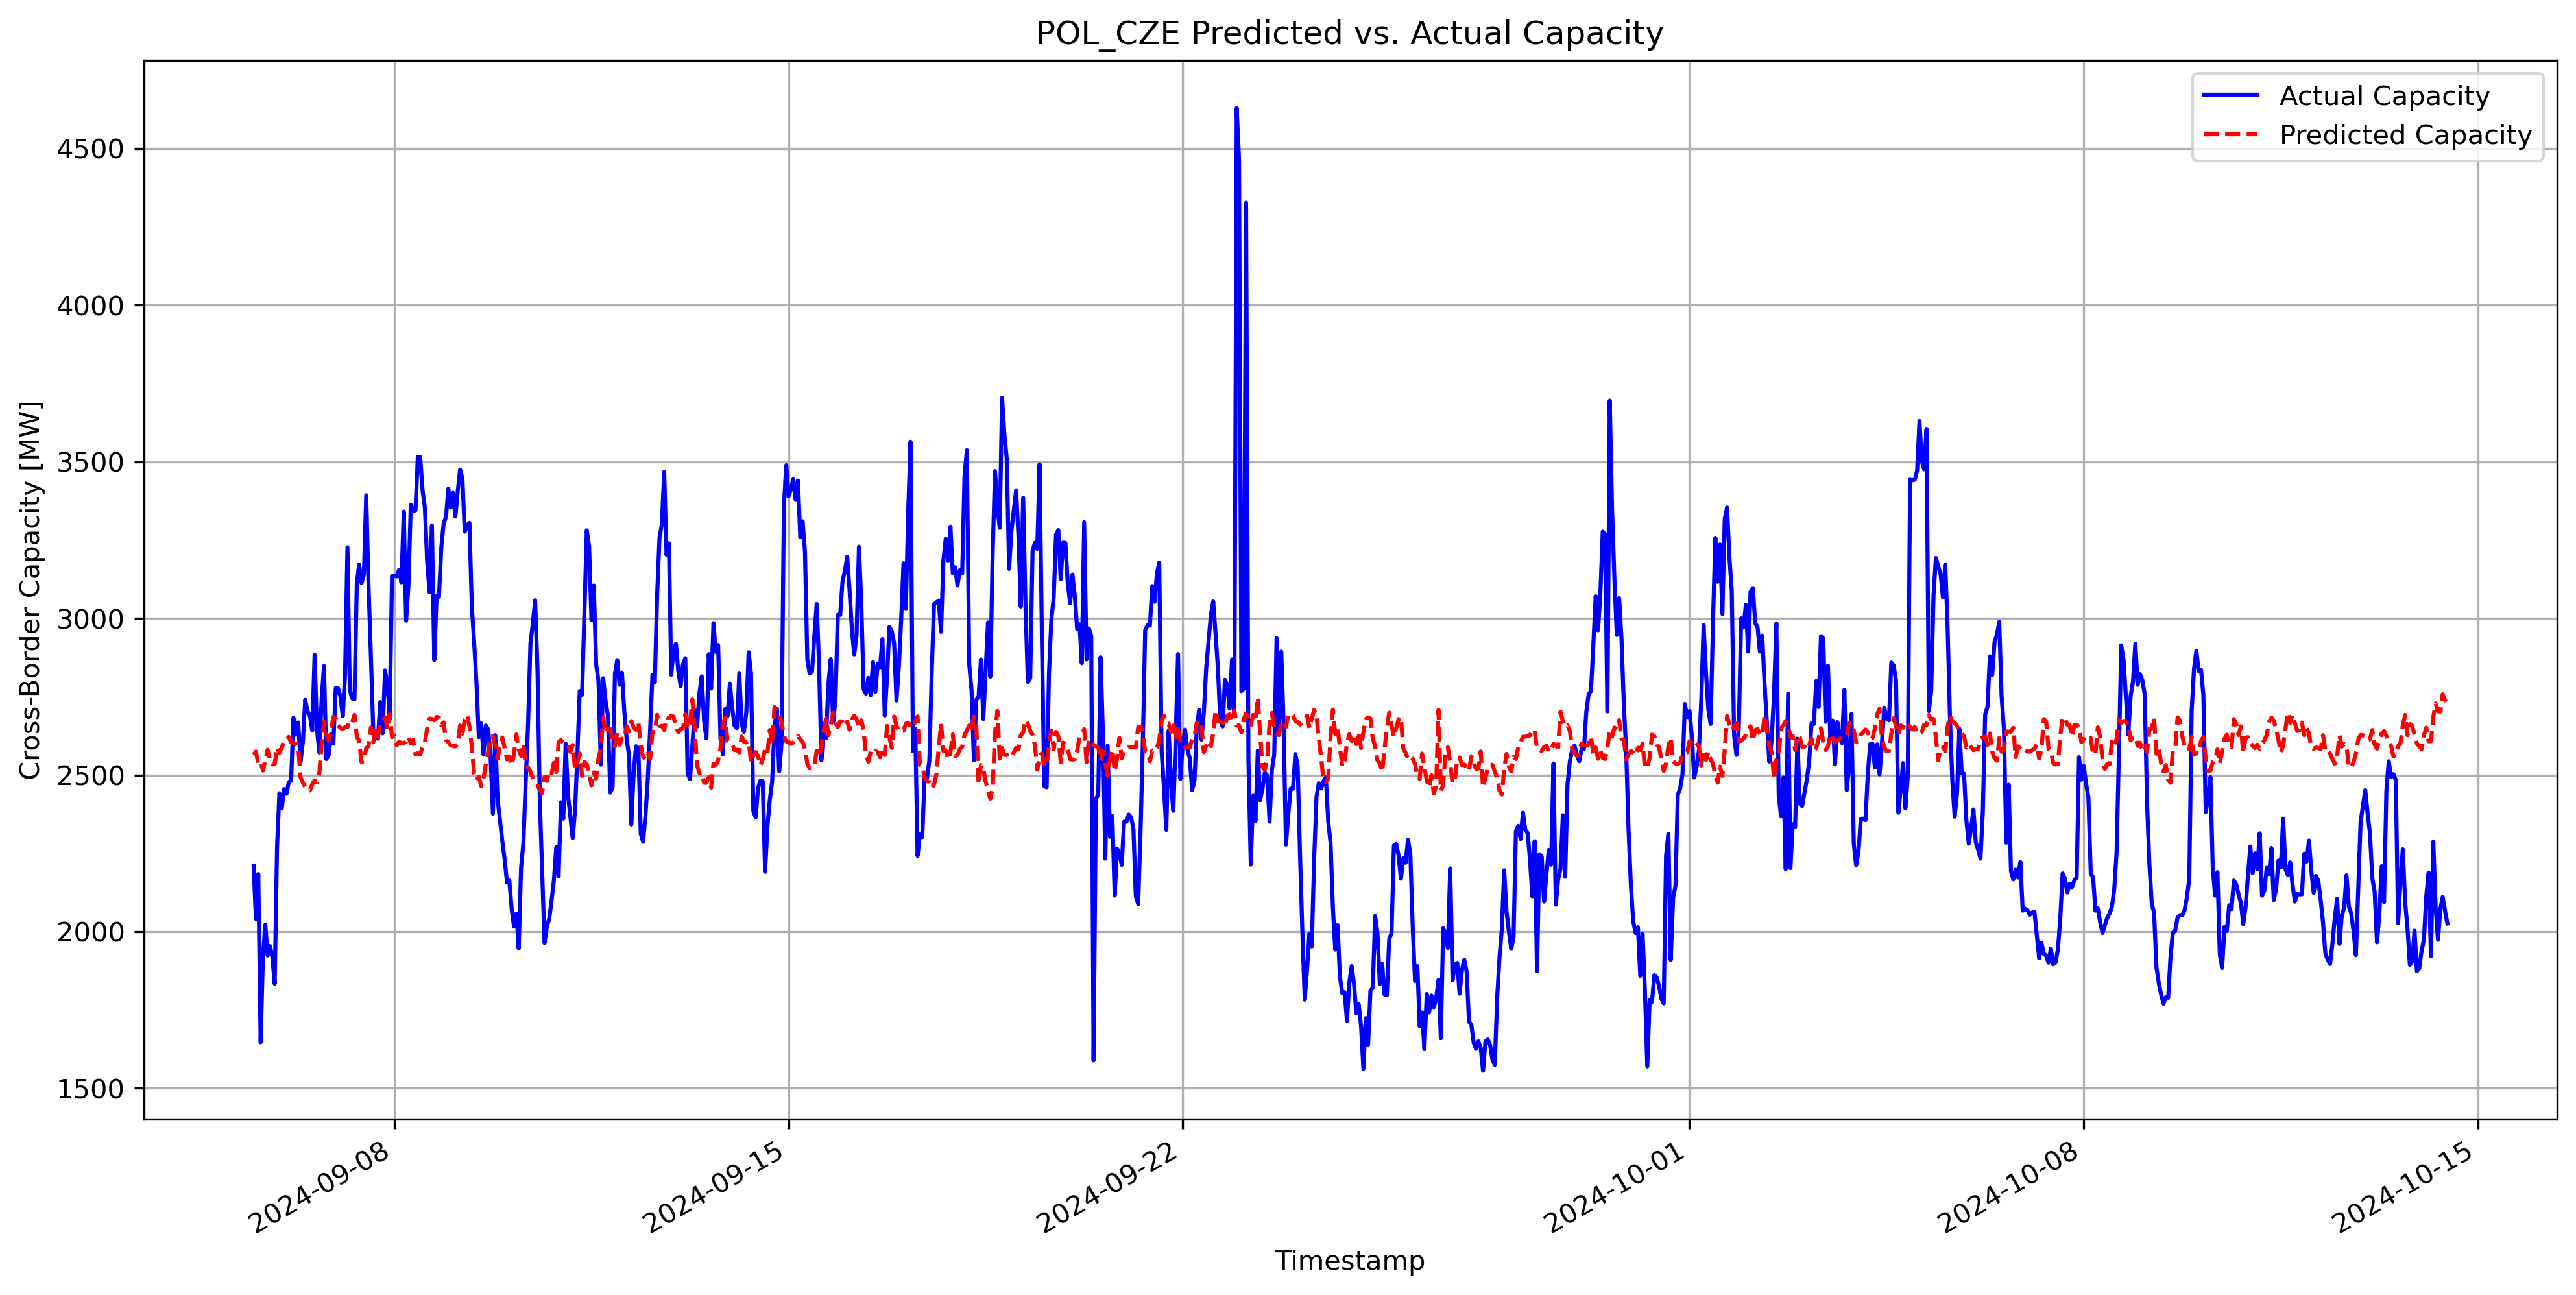 POL_CZE Predicted vs. Actual Capacity
Actual Capacity
Predicted Capacity
Cross-Border Capacity [MW]
4500
4000
3500
3000
2500
2000
1500
2024-09-08
2024-09-15
2024-09-22
2024-10-01
2024-10-08
2024-10-15
Timestamp